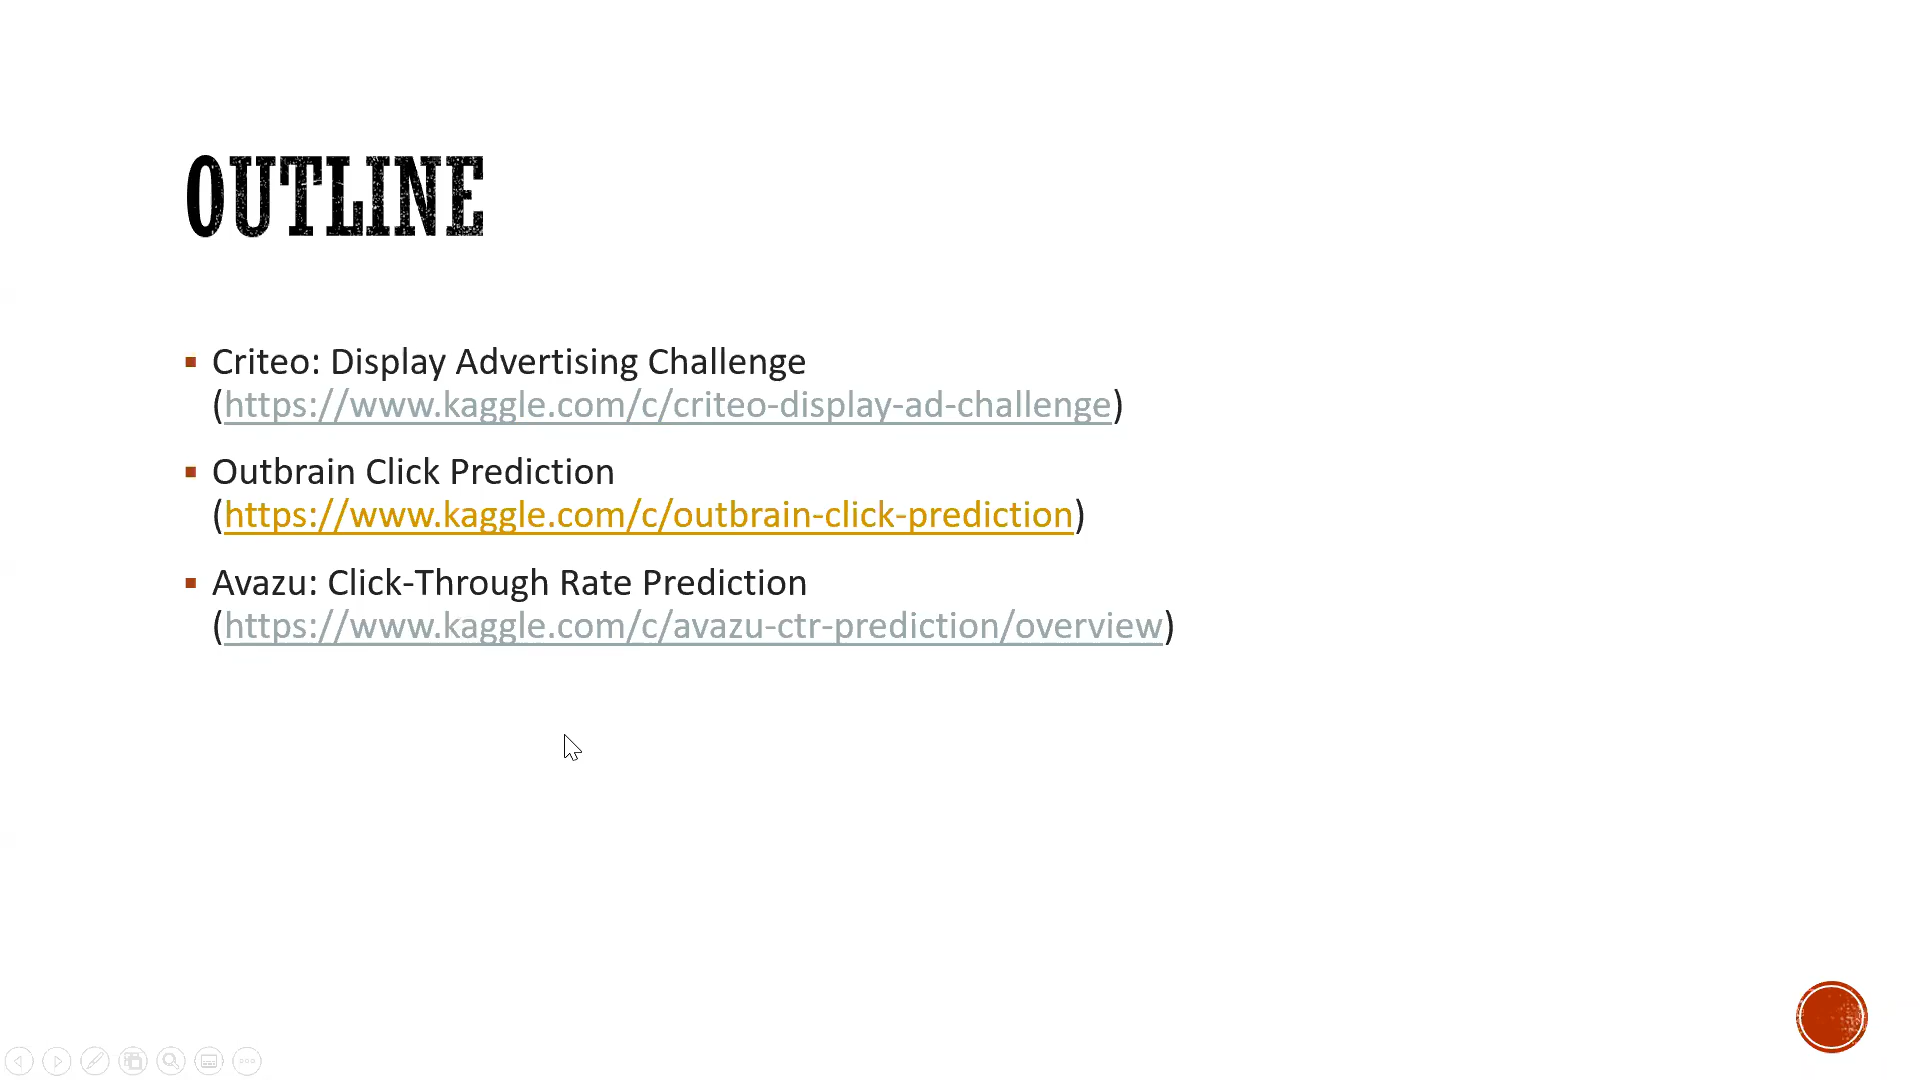 OUTLINE
Criteo: Display Advertising Challenge
(https://www.kaggle.com/c/criteo-display-ad-challenge)
Outbrain Click Prediction
(https://www.kaggle.com/c/outbrain-click-prediction)
Avazu: Click-Through Rate Prediction
(https://www.kaggle.com/c/avazu-ctr-prediction/overview)